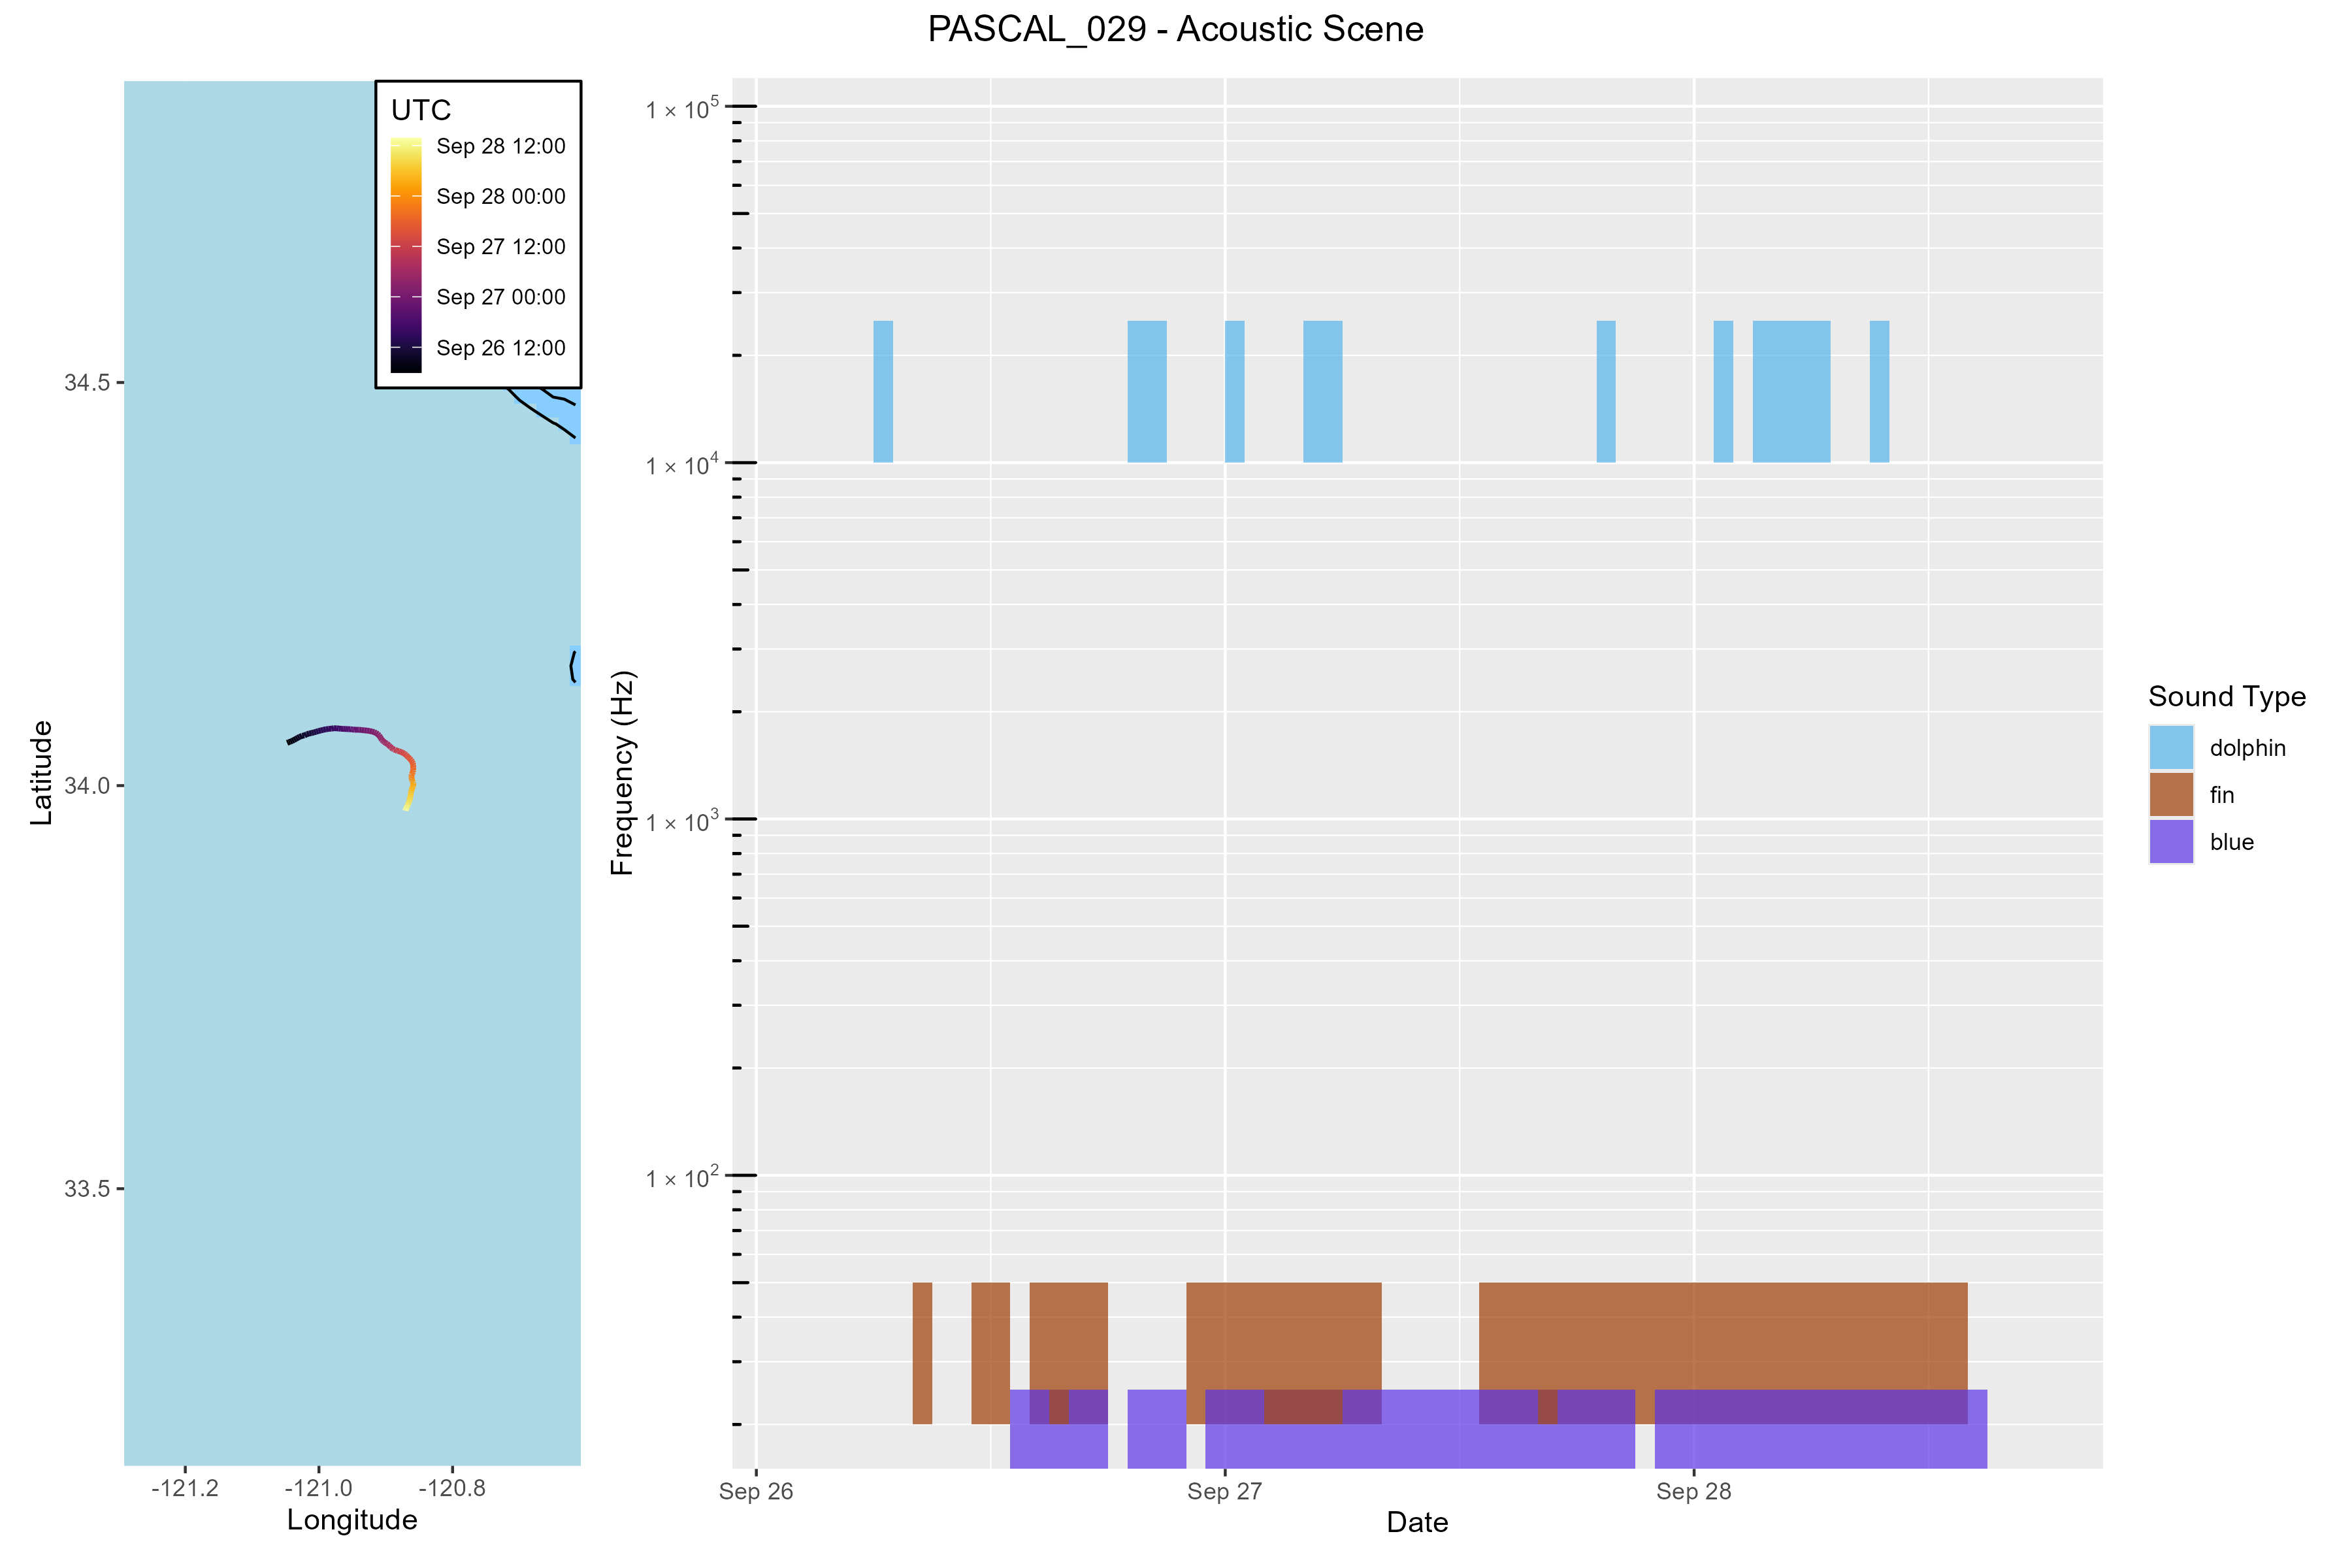 PASCAL_029 - Acoustic Scene
UTC
Sep 28 12:00
Sep 28 00:00
Sep 27 12:00
Sep 27 00:00
Sep 26 12:00
34.5
34.0
33.5
Latitude
-121.2
-121.0
-120.8
Longitude
1 × 10⁵
1 × 10⁴
1 × 10³
1 × 10²
Frequency (Hz)
Sep 26
Sep 27
Sep 28
Date
Sound Type
dolphin
fin
blue